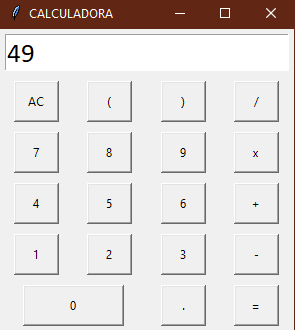 CALCULADORA
49
AC ( ) /
7 8 9 x
4 5 6 +
1 2 3 -
0 . =